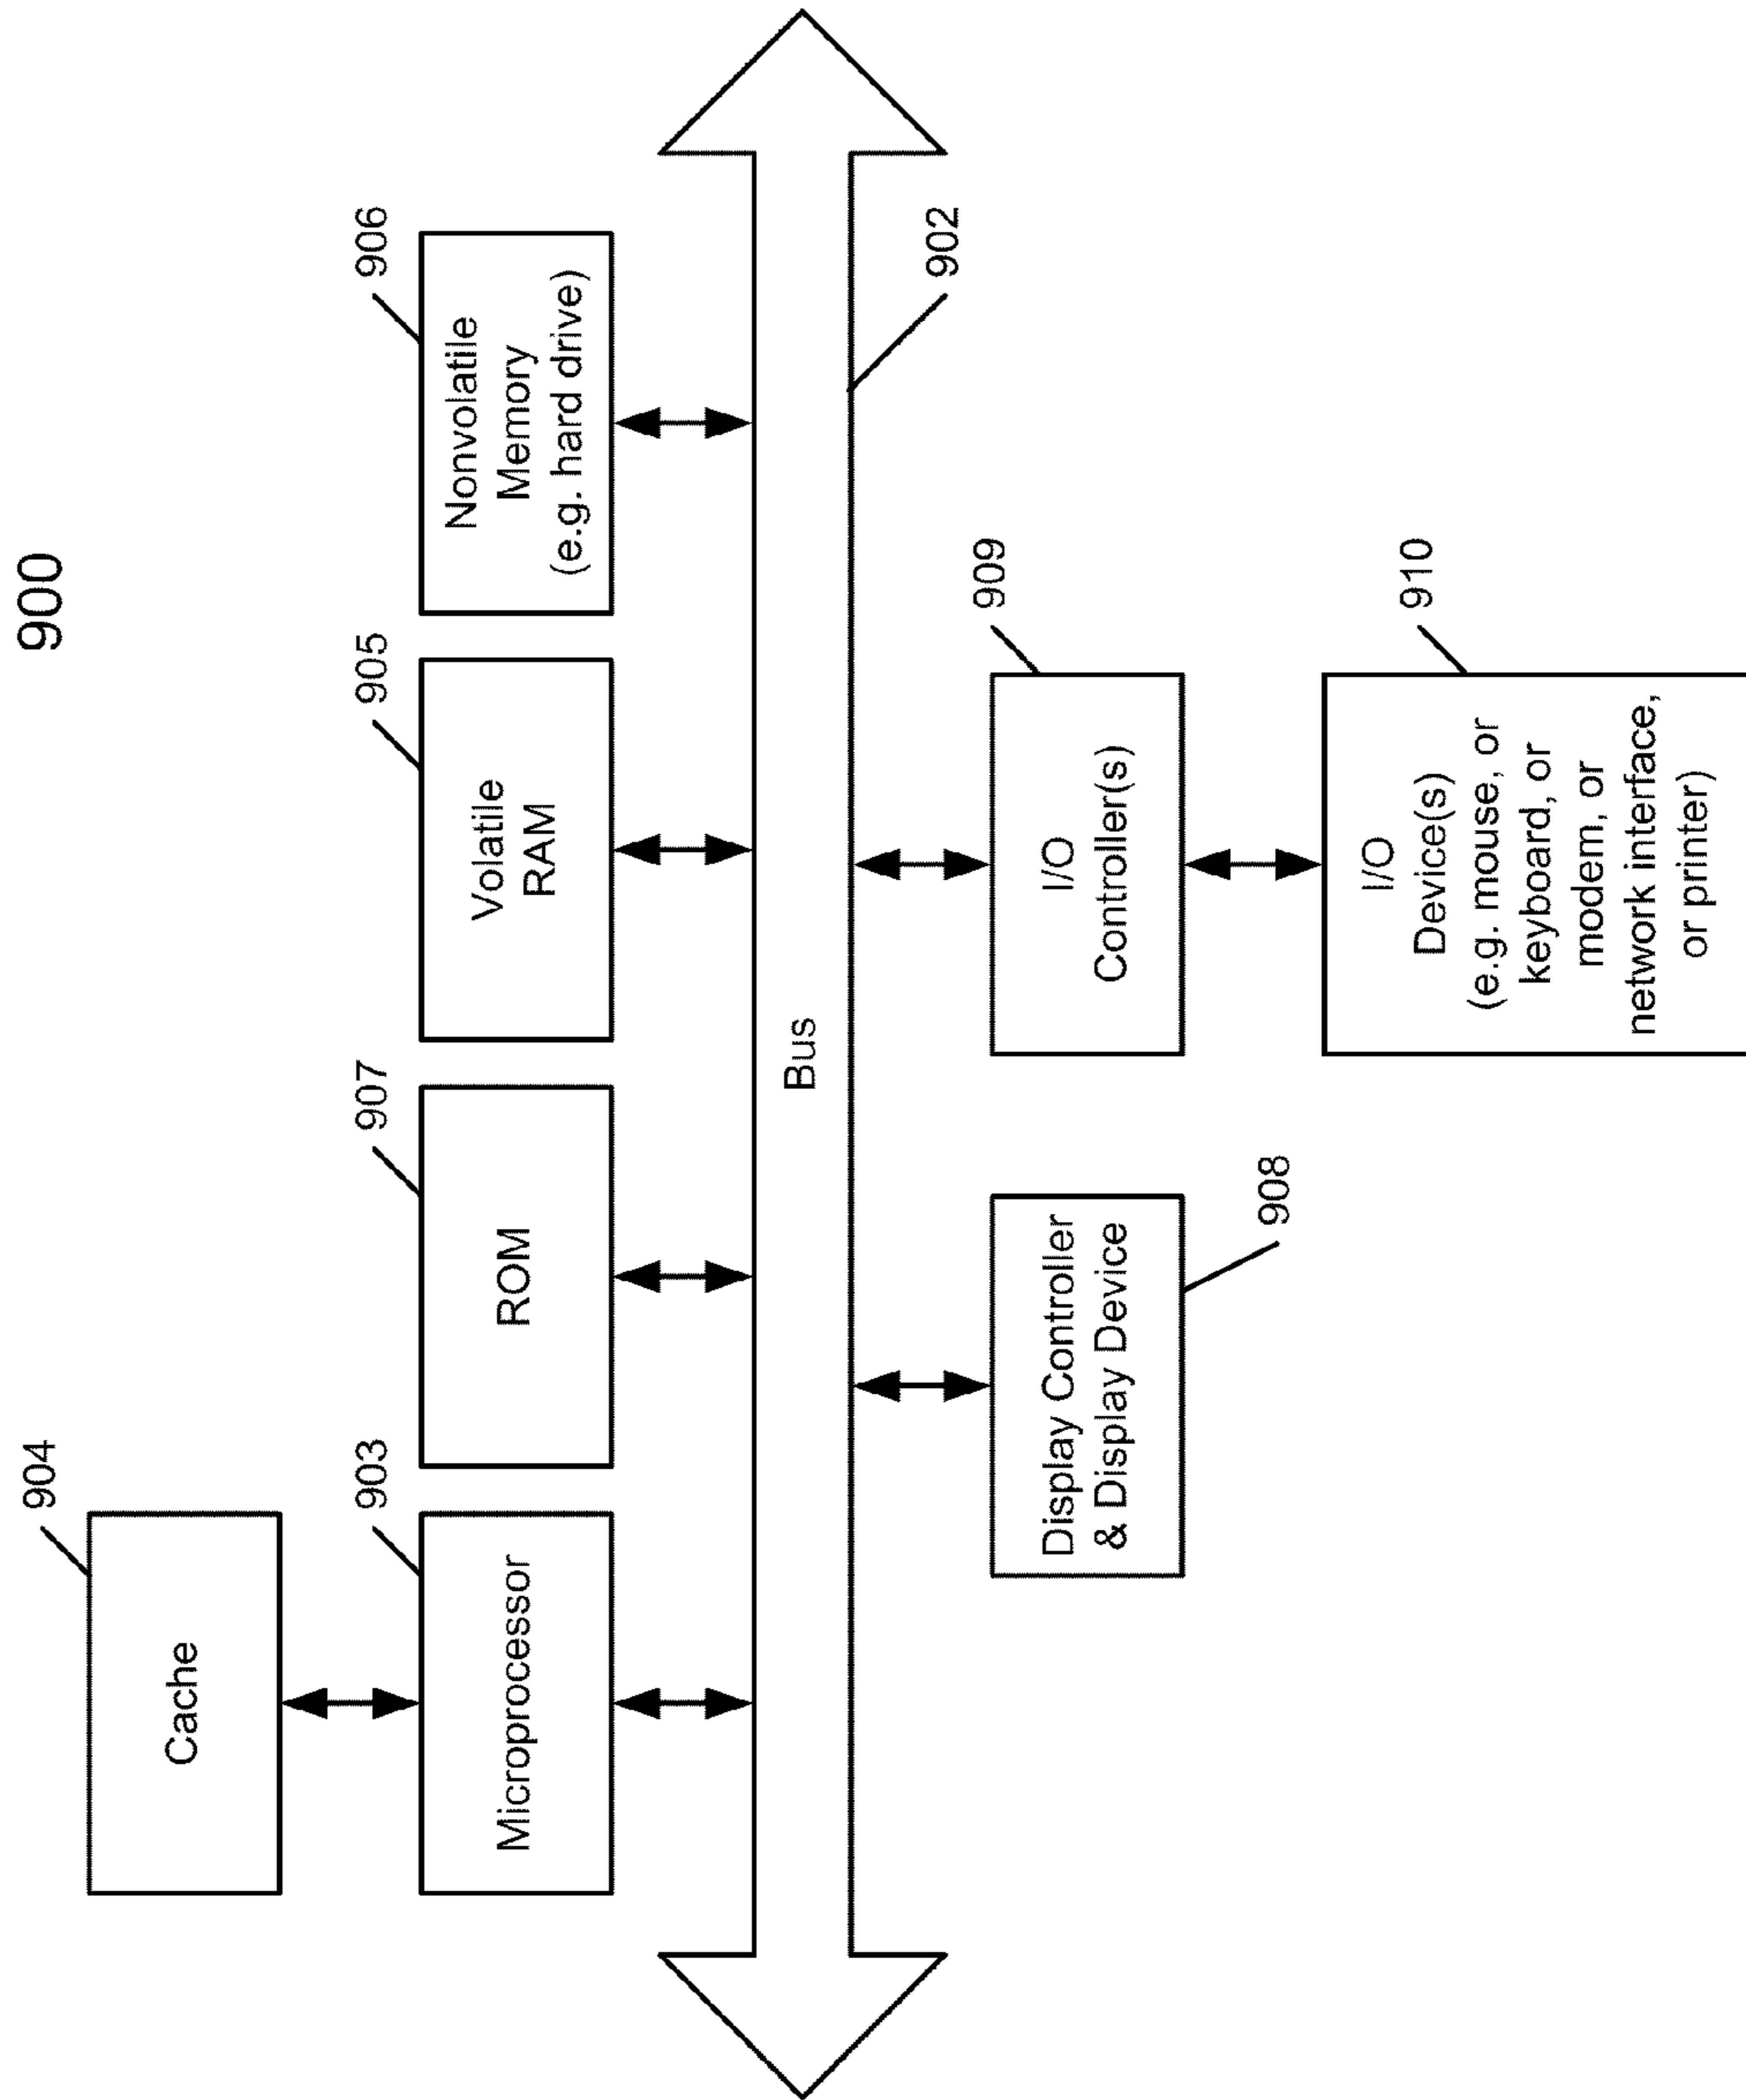 900
904
Cache
903
Microprocessor
907
ROM
905
Volatile
RAM
906
Nonvolatile
Memory
(e.g. hard drive)
Bus
902
Display Controller
& Display Device
908
909
I/O
Controller(s)
910
I/O
Device(s)
(e.g. mouse, or
keyboard, or
modem, or
network interface,
or printer)